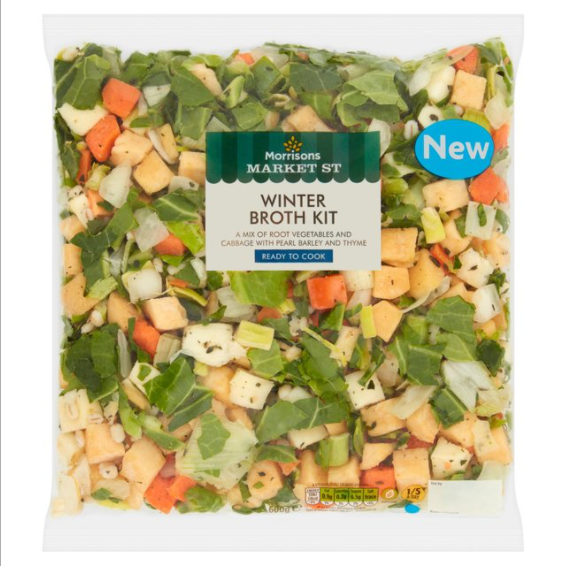 Morrisons
MARKET ST
New
WINTER
BROTH KIT
A MIX OF ROOT VEGETABLES AND
CABBAGE WITH PEARL BARLEY AND THYME
READY TO COOK
600g e